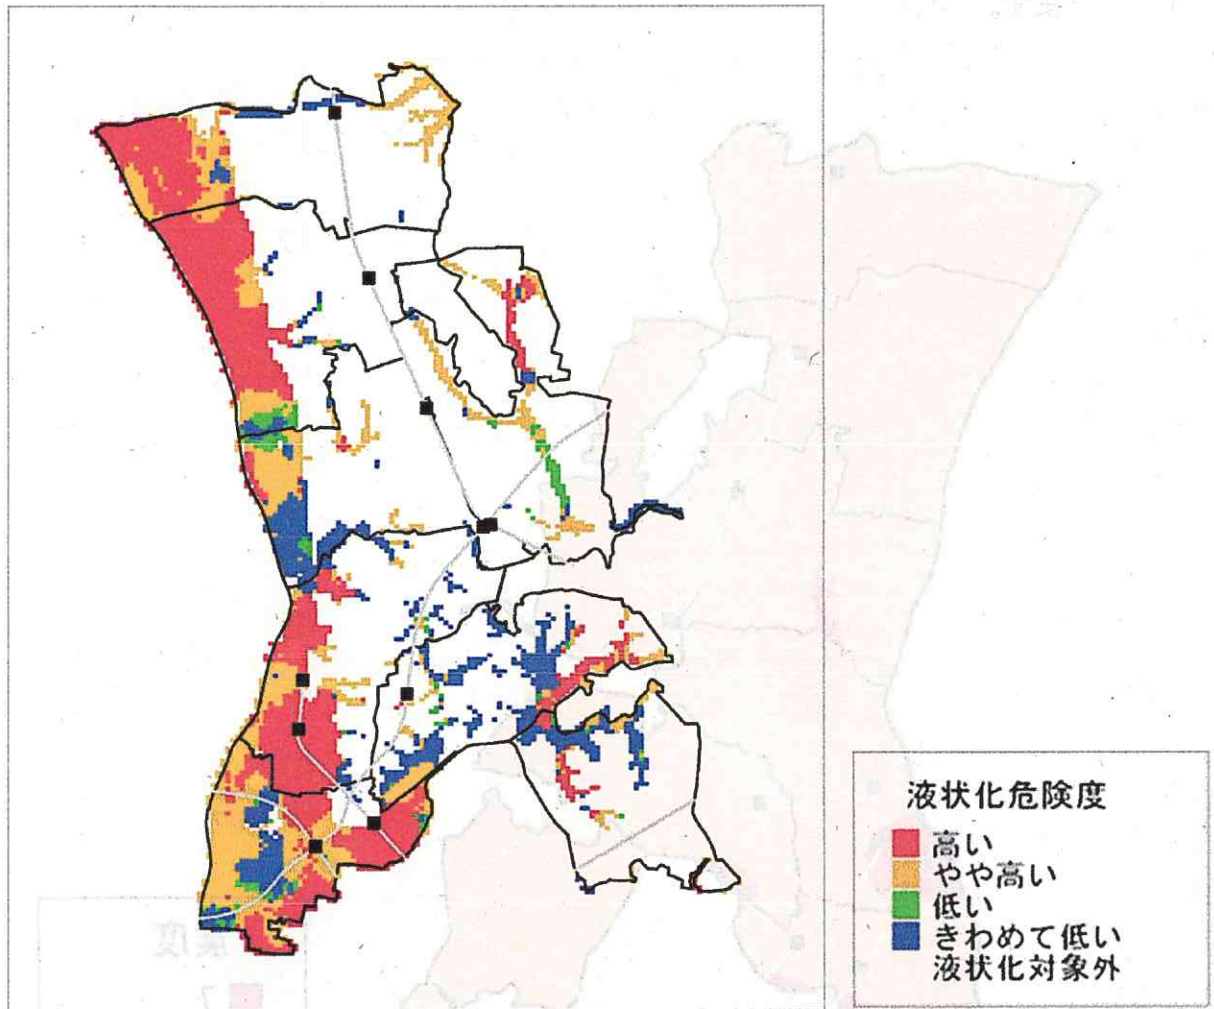 液状化危険度
高い
やや高い
低い
きわめて低い
液状化対象外